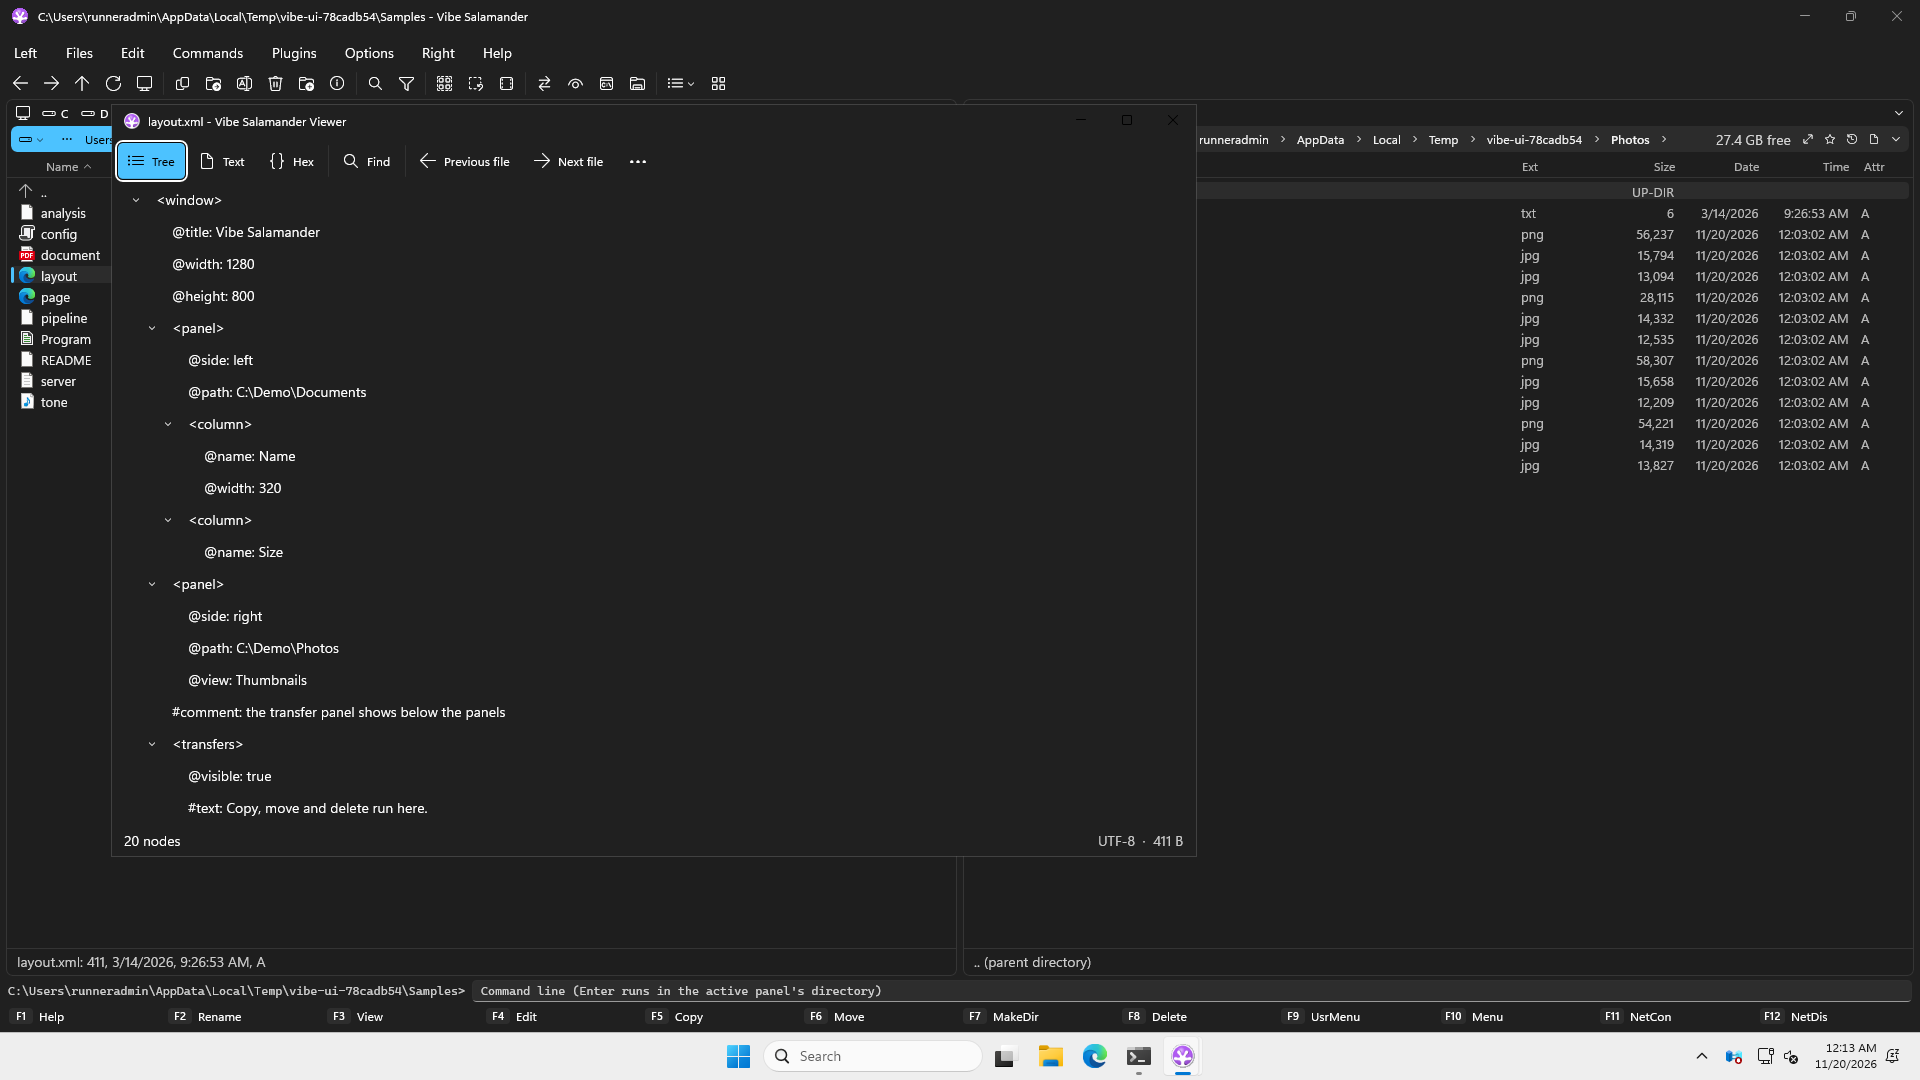 C:\Users\runneradmin\AppData\Local\Temp\vibe-ui-78cadb54\Samples - Vibe Salamander
Left Files Edit Commands Plugins Options Right Help
C D
layout.xml - Vibe Salamander Viewer
Users
runneradmin AppData Local Temp vibe-ui-78cadb54 Photos 27.4 GB free
Tree Text Hex Find Previous file Next file
Name
Ext Size Date Time Attr
..
analysis
config
document
layout
page
pipeline
Program
README
server
tone
<window>
@title: Vibe Salamander
@width: 1280
@height: 800
<panel>
@side: left
@path: C:\Demo\Documents
<column>
@name: Name
@width: 320
<column>
@name: Size
<panel>
@side: right
@path: C:\Demo\Photos
@view: Thumbnails
#comment: the transfer panel shows below the panels
<transfers>
@visible: true
#text: Copy, move and delete run here.
20 nodes UTF-8 · 411 B
UP-DIR
txt 6 3/14/2026 9:26:53 AM A
png 56,237 11/20/2026 12:03:02 AM A
jpg 15,794 11/20/2026 12:03:02 AM A
jpg 13,094 11/20/2026 12:03:02 AM A
png 28,115 11/20/2026 12:03:02 AM A
jpg 14,332 11/20/2026 12:03:02 AM A
jpg 12,535 11/20/2026 12:03:02 AM A
png 58,307 11/20/2026 12:03:02 AM A
jpg 15,658 11/20/2026 12:03:02 AM A
jpg 12,209 11/20/2026 12:03:02 AM A
png 54,221 11/20/2026 12:03:02 AM A
jpg 14,319 11/20/2026 12:03:02 AM A
jpg 13,827 11/20/2026 12:03:02 AM A
layout.xml: 411, 3/14/2026, 9:26:53 AM, A
.. (parent directory)
C:\Users\runneradmin\AppData\Local\Temp\vibe-ui-78cadb54\Samples> Command line (Enter runs in the active panel's directory)
F1 Help F2 Rename F3 View F4 Edit F5 Copy F6 Move F7 MakeDir F8 Delete F9 UsrMenu F10 Menu F11 NetCon F12 NetDis
Search
12:13 AM
11/20/2026